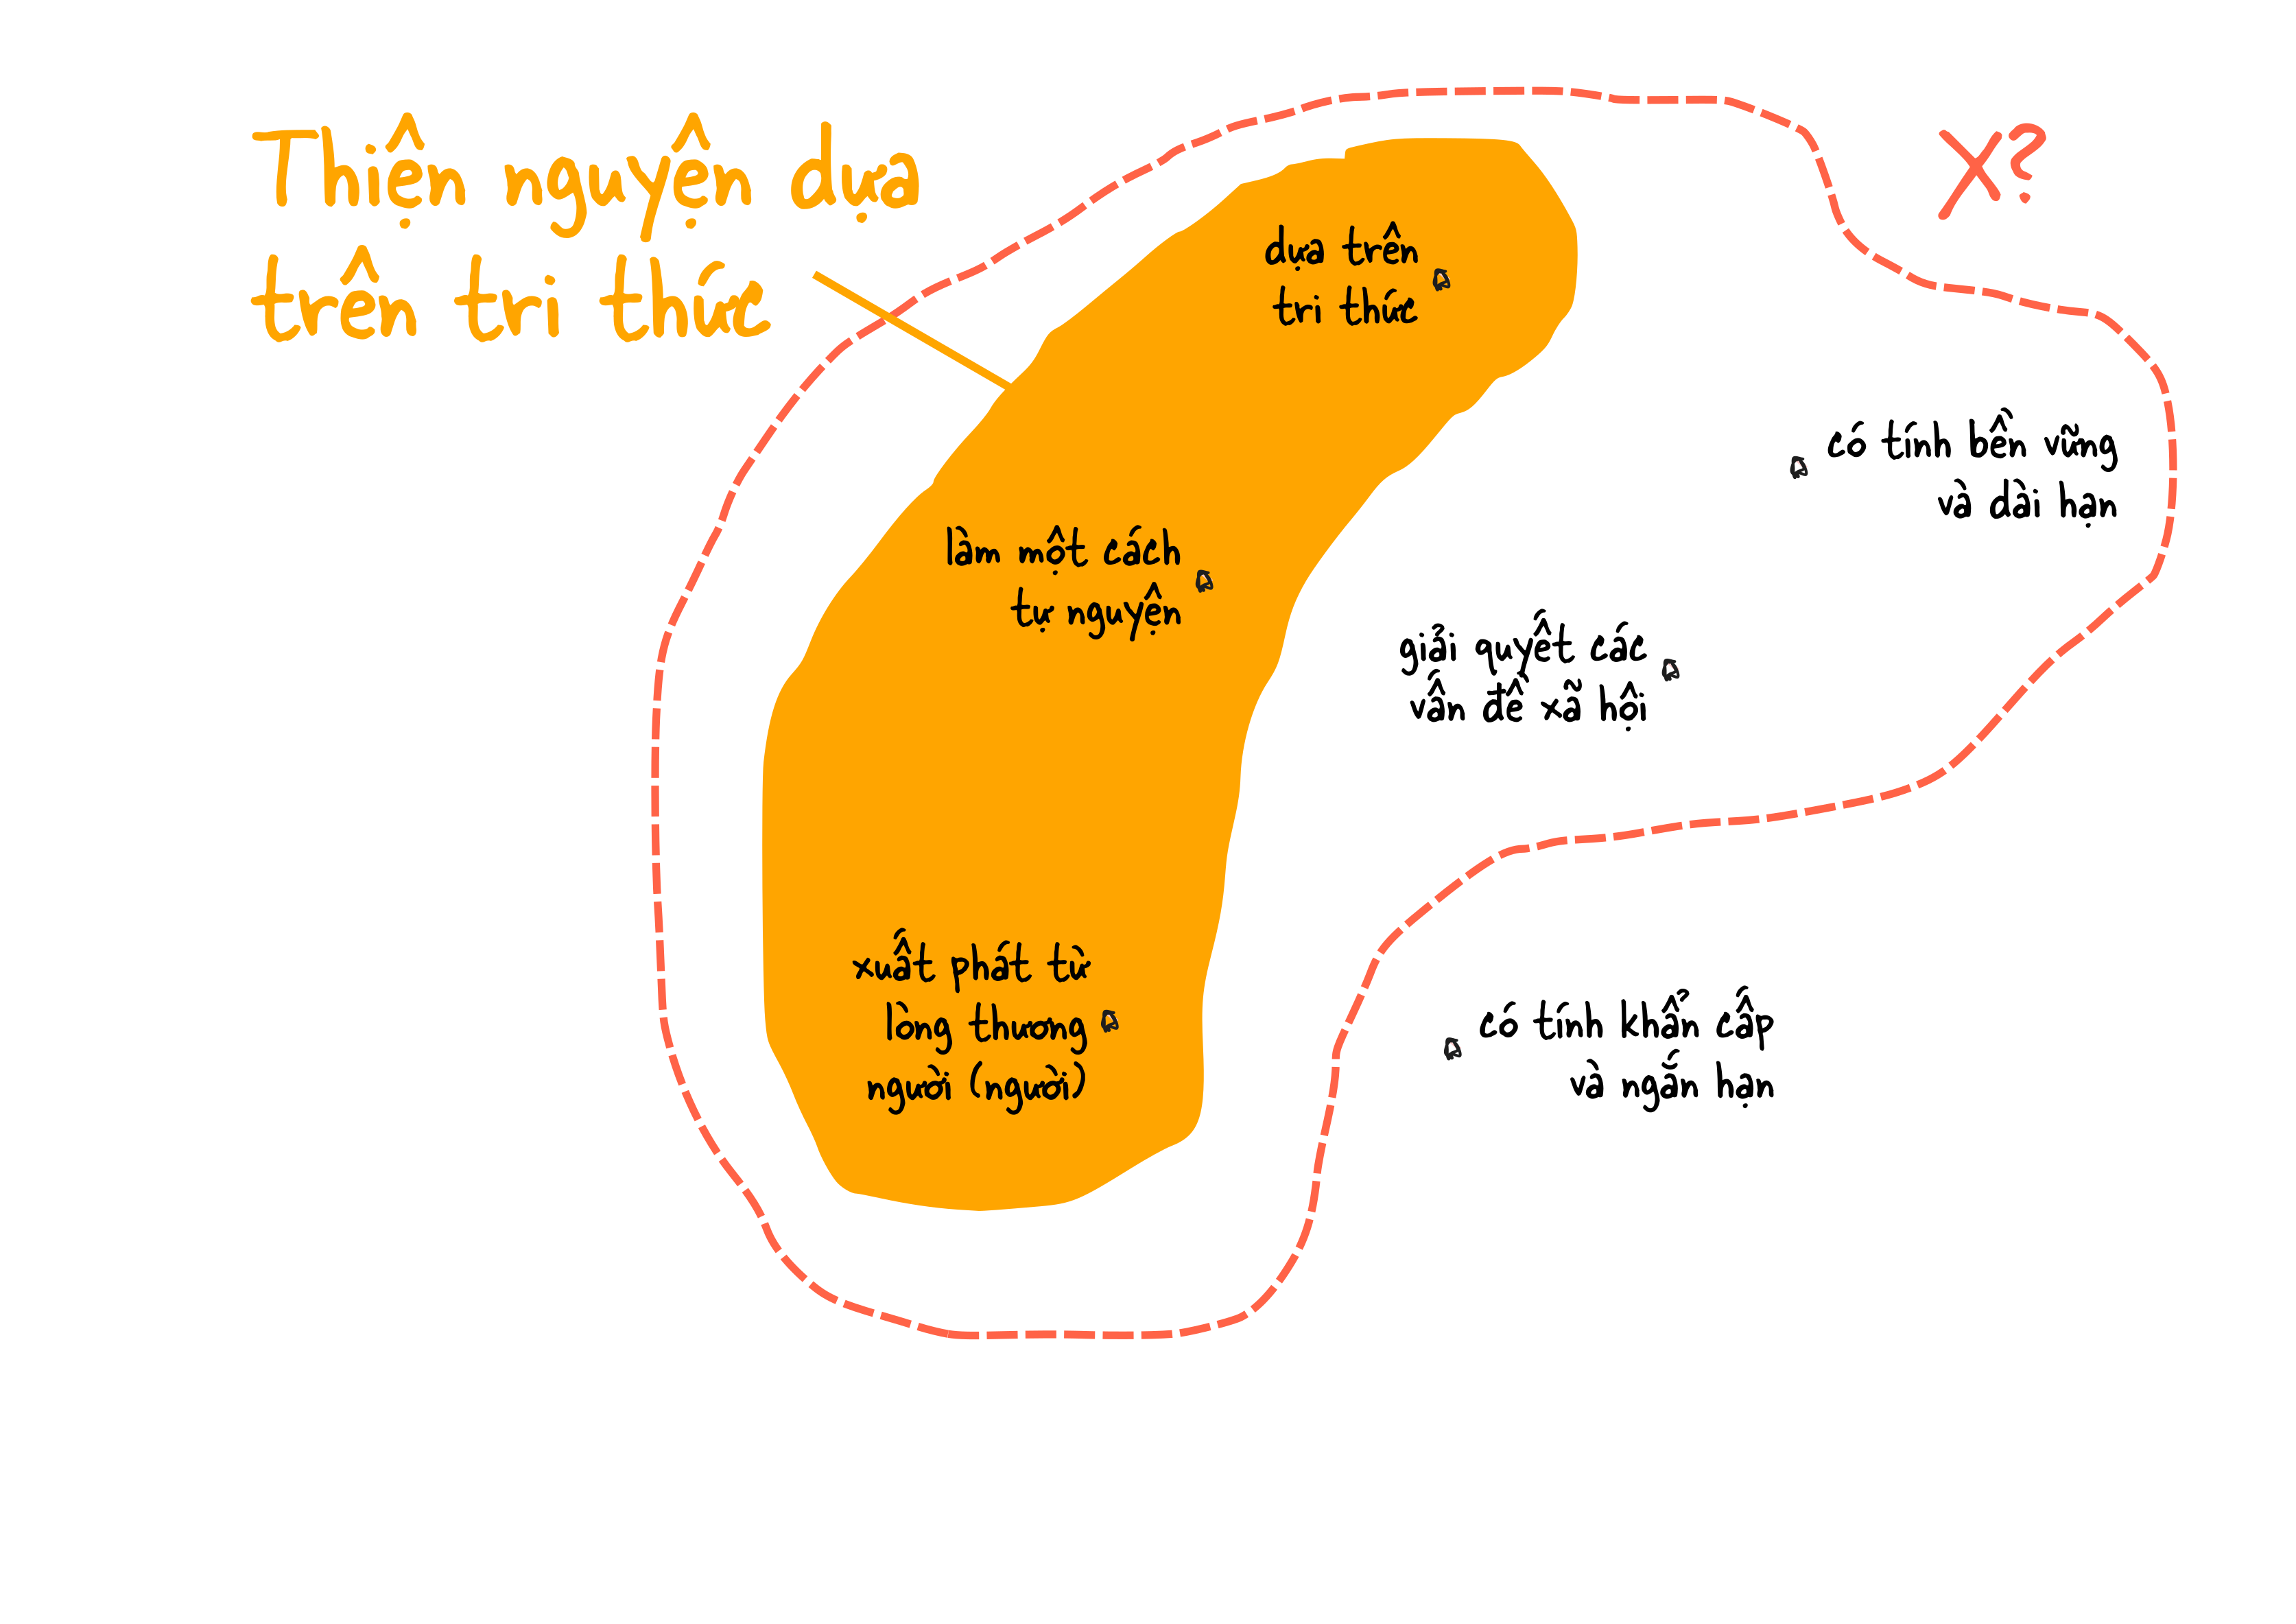 Thiện nguyện dựa
trên tri thức
X?
dựa trên
tri thức
có tính bền vững
và dài hạn
làm một cách
tự nguyện
giải quyết các
vấn đề xã hội
xuất phát từ
lòng thương
người (người)
có tính khẩn cấp
và ngắn hạn